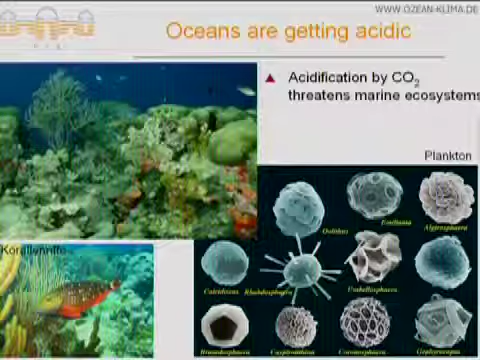 WWW.OZEAN-KLIMA.DE
Oceans are getting acidic
Acidification by CO2
threatens marine ecosystems
Plankton
Korallenriffe
Oolithus
Emiliania
Algirosphaera
Calcidiscus
Rhabdosphaera
Umbellosphaera
Braarudosphaera
Calyptrolithina
Coronosphaera
Gephyrocapsa